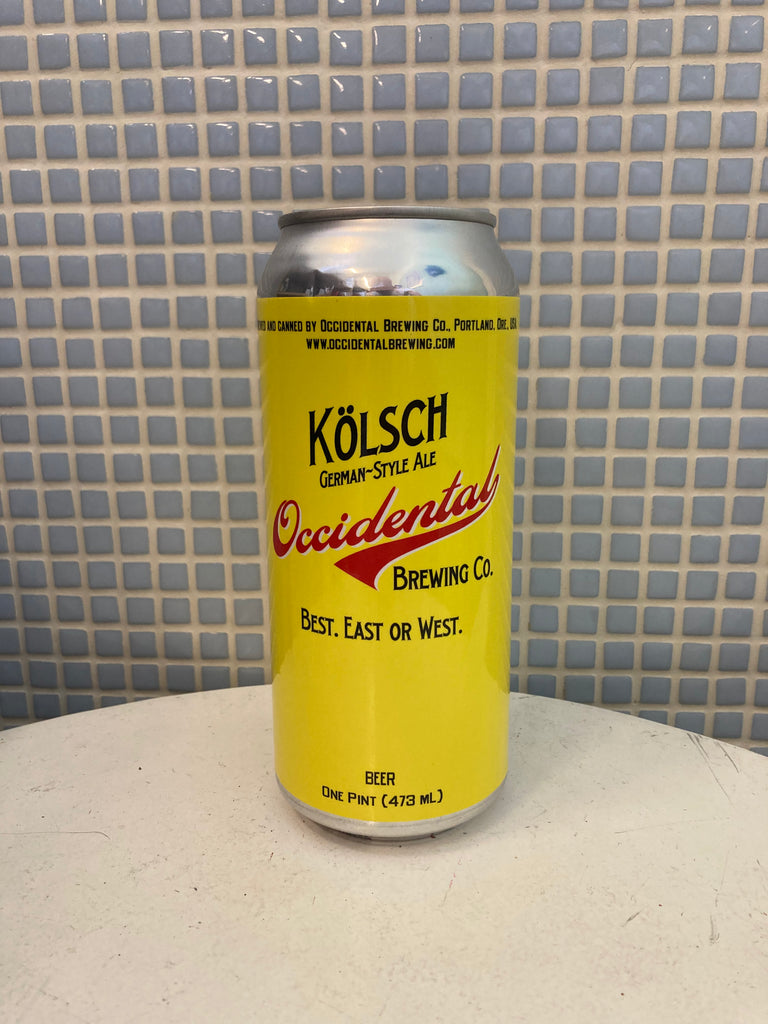 AND CANNED BY OCCIDENTAL BREWING CO., PORTLAND, ORE., USA
WWW.OCCIDENTALBREWING.COM
KÖLSCH
GERMAN~STYLE ALE
Occidental
BREWING CO.
BEST. EAST OR WEST.
BEER
ONE PINT (473 ML)